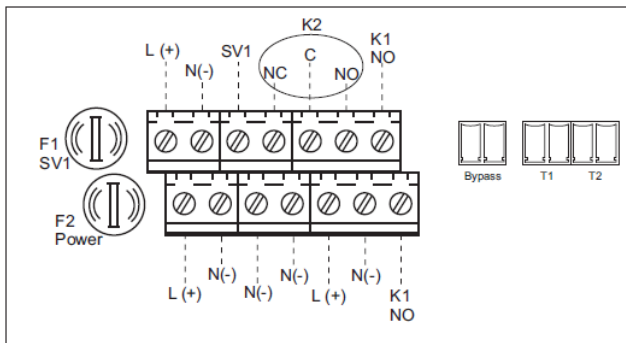 K2
L (+)
N(-)
SV1
NC
C
NO
K1
NO
F1
SV1
F2
Power
Bypass
T1
T2
L (+)
N(-)
N(-)
N(-)
L (+)
N(-)
K1
NO